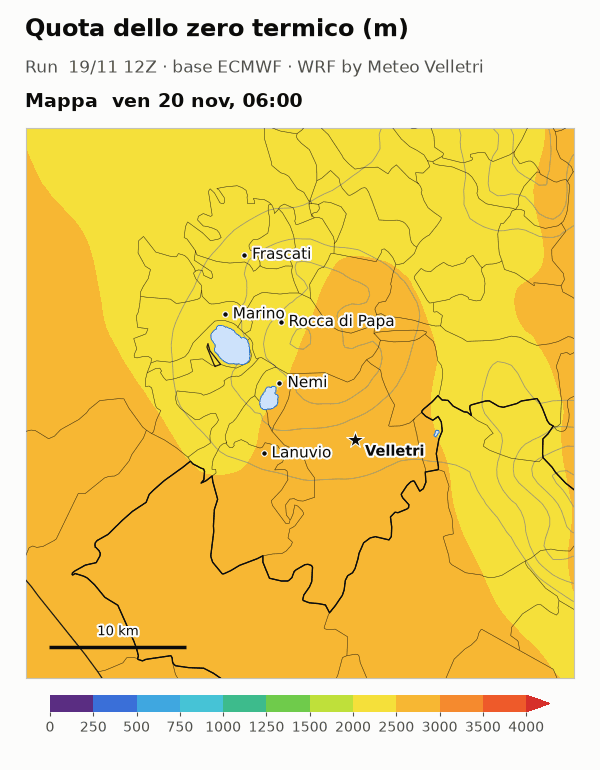 Quota dello zero termico (m)
Run  19/11 12Z · base ECMWF · WRF by Meteo Velletri
Mappa  ven 20 nov, 06:00
Frascati
Marino
Rocca di Papa
Nemi
Velletri
Lanuvio
10 km
0 250 500 750 1000 1250 1500 2000 2500 3000 3500 4000